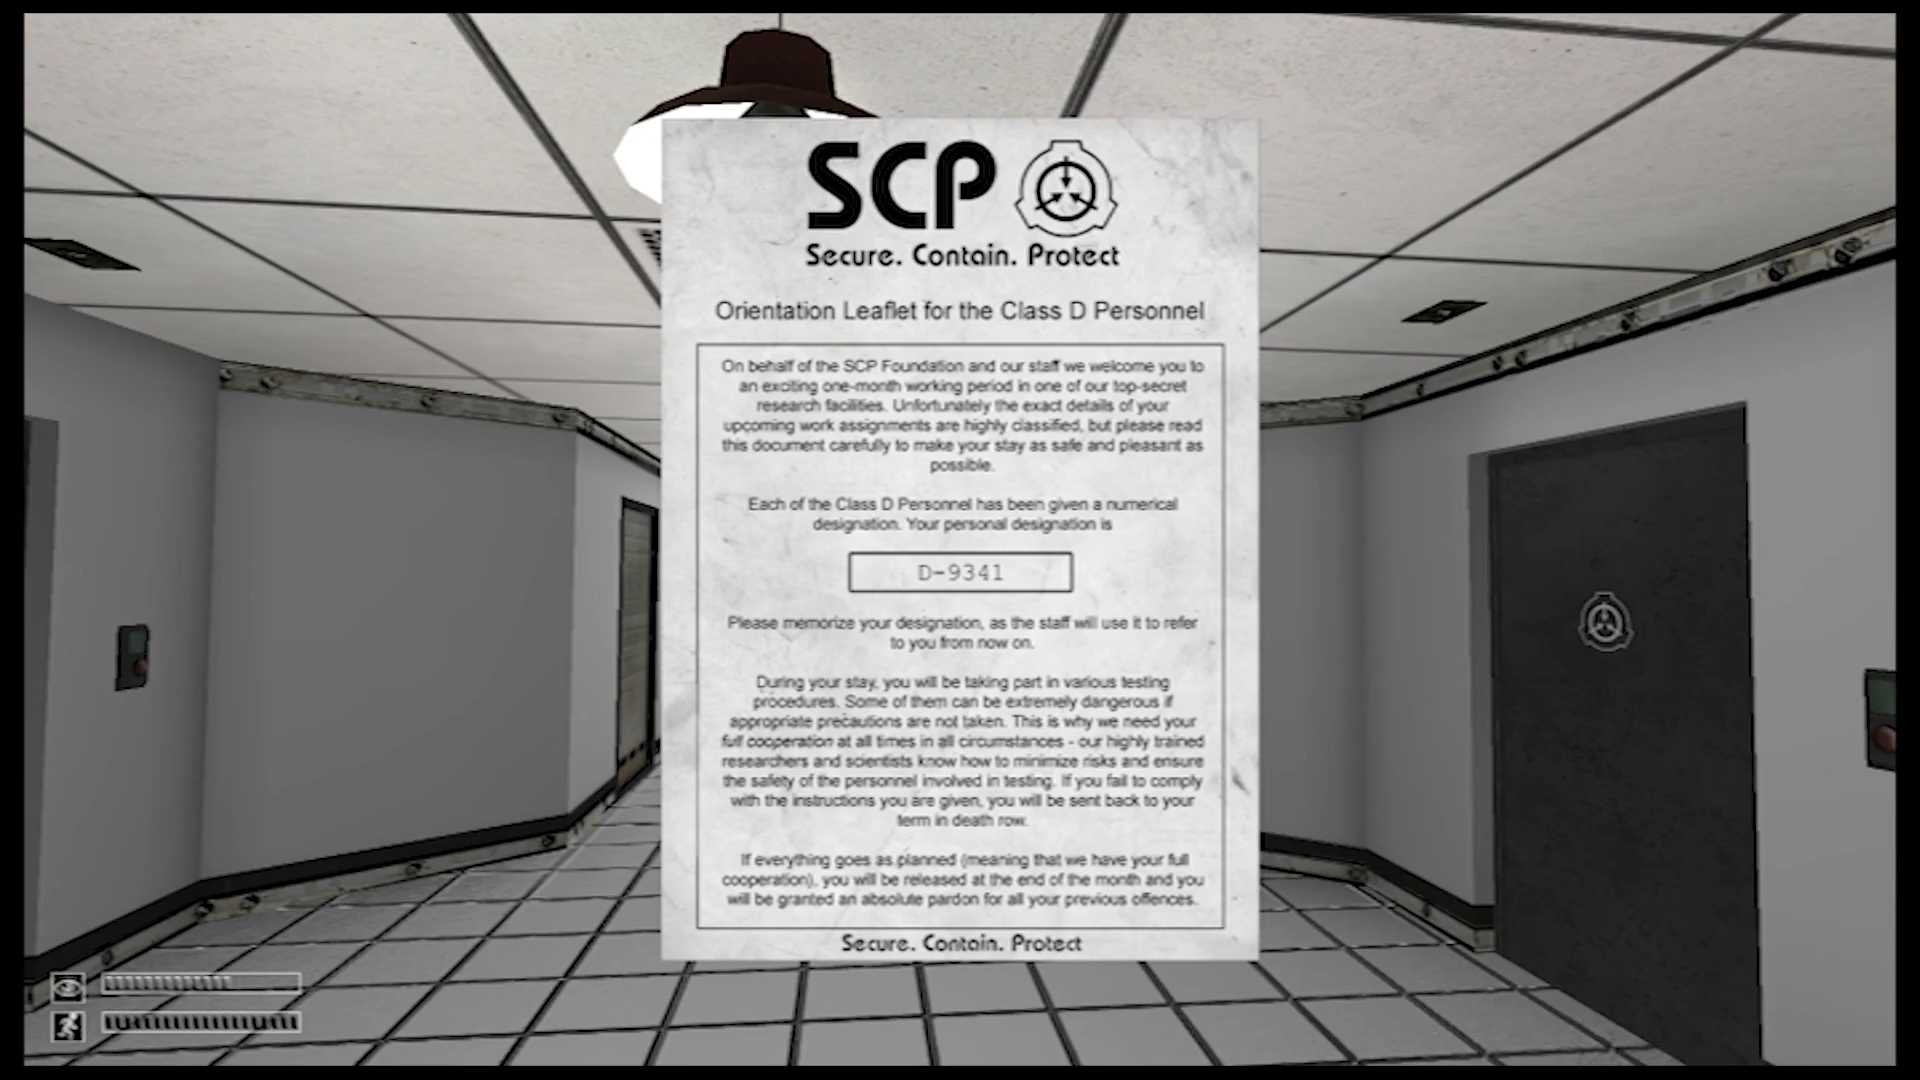 SCP
Secure. Contain. Protect
Orientation Leaflet for the Class D Personnel
On behalf of the SCP Foundation and our staff we welcome you to
an exciting one-month working period in one of our top-secret
research facilities. Unfortunately the exact details of your
upcoming work assignments are highly classified, but please read
this document carefully to make your stay as safe and pleasant as
possible.
Each of the Class D Personnel has been given a numerical
designation. Your personal designation is
D-9341
Please memorize your designation, as the staff will use it to refer
to you from now on.
During your stay, you will be taking part in various testing
procedures. Some of them can be extremely dangerous if
appropriate precautions are not taken. This is why we need your
full cooperation at all times in all circumstances - our highly trained
researchers and scientists know how to minimize risks and ensure
the safety of the personnel involved in testing. If you fail to comply
with the instructions you are given, you will be sent back to your
term in death row.
If everything goes as planned (meaning that we have your full
cooperation), you will be released at the end of the month and you
will be granted an absolute pardon for all your previous offences.
Secure. Contain. Protect